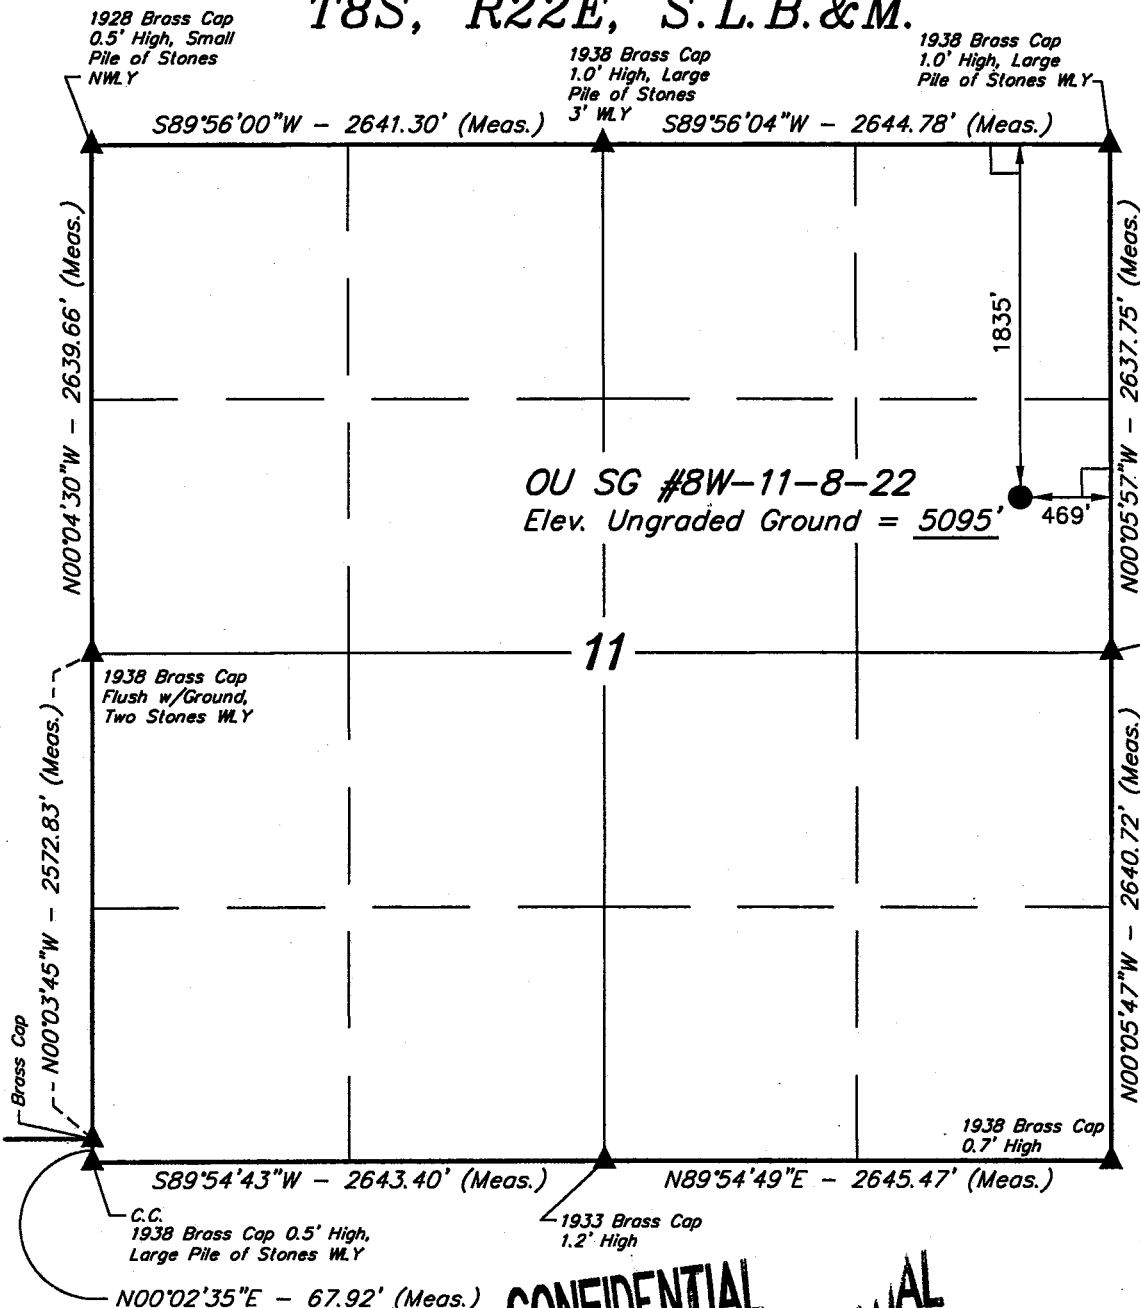 T8S, R22E, S.L.B.&M.
1928 Brass Cap
0.5' High, Small
Pile of Stones
NWLY
1938 Brass Cap
1.0' High, Large
Pile of Stones
3' WLY
1938 Brass Cap
1.0' High, Large
Pile of Stones WLY
S89°56'00"W - 2641.30' (Meas.)
S89°56'04"W - 2644.78' (Meas.)
N00°04'30"W - 2639.66' (Meas.)
1835'
N00°05'57"W - 2637.75' (Meas.)
OU SG #8W-11-8-22
Elev. Ungraded Ground = 5095'
469'
11
1938 Brass Cap
Flush w/Ground,
Two Stones WLY
N00°03'45"W - 2572.83' (Meas.)
N00°05'47"W - 2640.72' (Meas.)
Brass Cap
1938 Brass Cap
0.7' High
S89°54'43"W - 2643.40' (Meas.)
N89°54'49"E - 2645.47' (Meas.)
C.C.
1938 Brass Cap 0.5' High,
Large Pile of Stones WLY
1933 Brass Cap
1.2' High
N00°02'35"E - 67.92' (Meas.)
CONFIDENTIAL